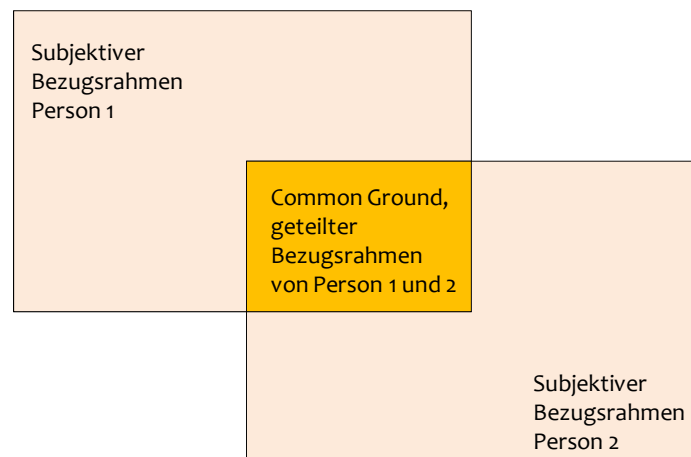 Subjektiver
Bezugsrahmen
Person 1
Common Ground,
geteilter
Bezugsrahmen
von Person 1 und 2
Subjektiver
Bezugsrahmen
Person 2